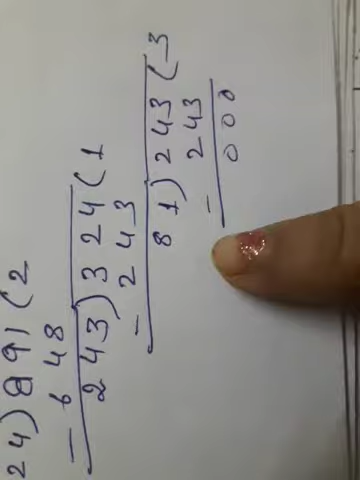 24) 891 ( 2
- 648
243) 324 ( 1
- 243
81) 243 ( 3
- 243
000